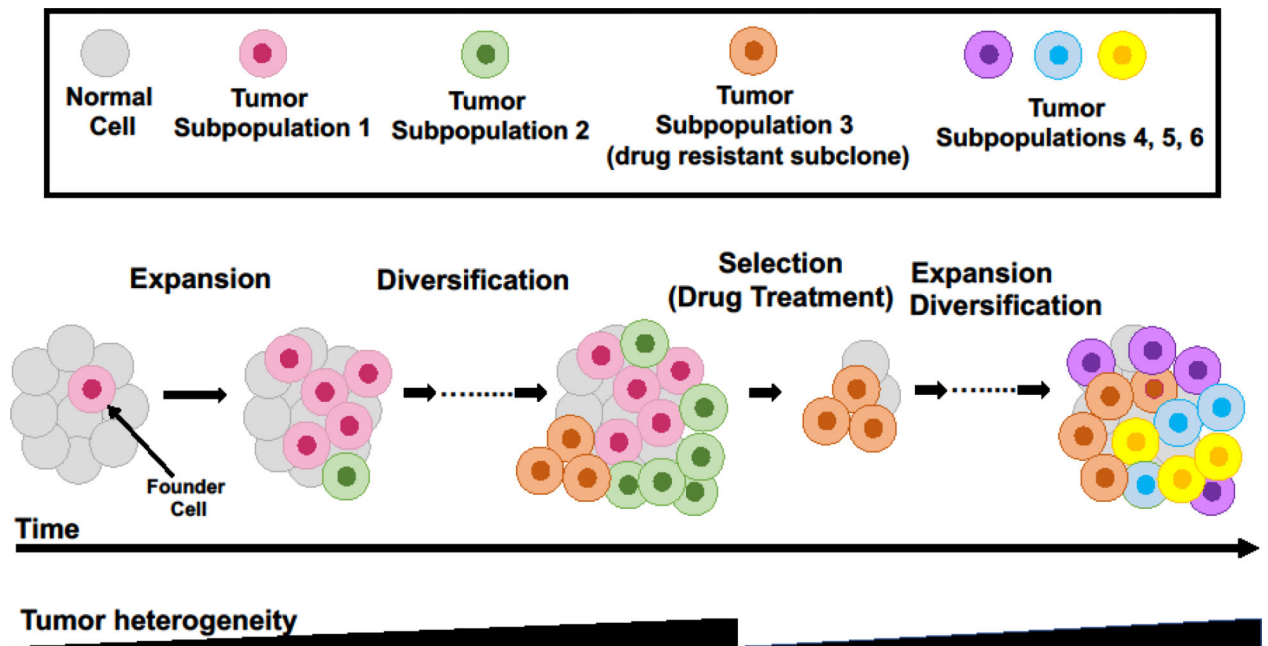 Normal
Cell
Tumor
Subpopulation 1
Tumor
Subpopulation 2
Tumor
Subpopulation 3
(drug resistant subclone)
Tumor
Subpopulations 4, 5, 6
Expansion
Diversification
Selection
(Drug Treatment)
Expansion
Diversification
Founder
Cell
Time
Tumor heterogeneity